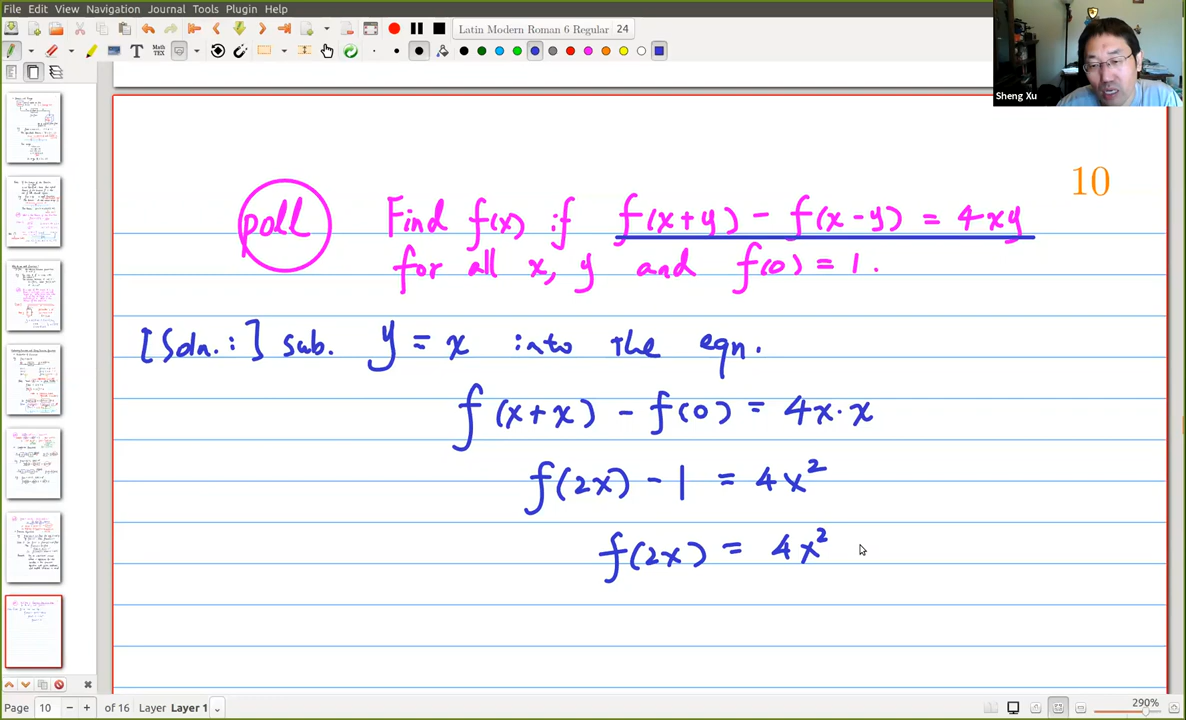 File Edit View Navigation Journal Tools Plugin Help
Latin Modern Roman 6 Regular 24
Sheng Xu
10
poll Find f(x) if f(x+y) - f(x-y) = 4xy
for all x, y and f(0) = 1.
[Soln.:] sub. y = x into the eqn.
f(x+x) - f(0) = 4x·x
f(2x) - 1 = 4x²
f(2x) = 4x²
Page 10 - + of 16 Layer Layer 1
290%